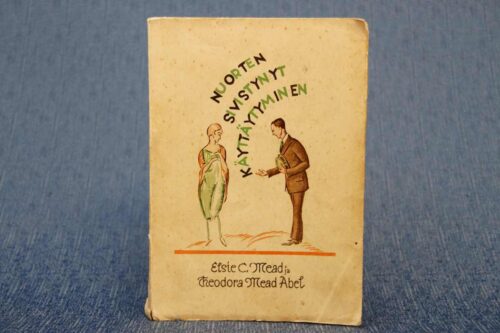 NUORTEN
SIVISTYNYT
KÄYTTÄYTYMINEN
Elsie C. Mead ja
Theodora Mead Abel